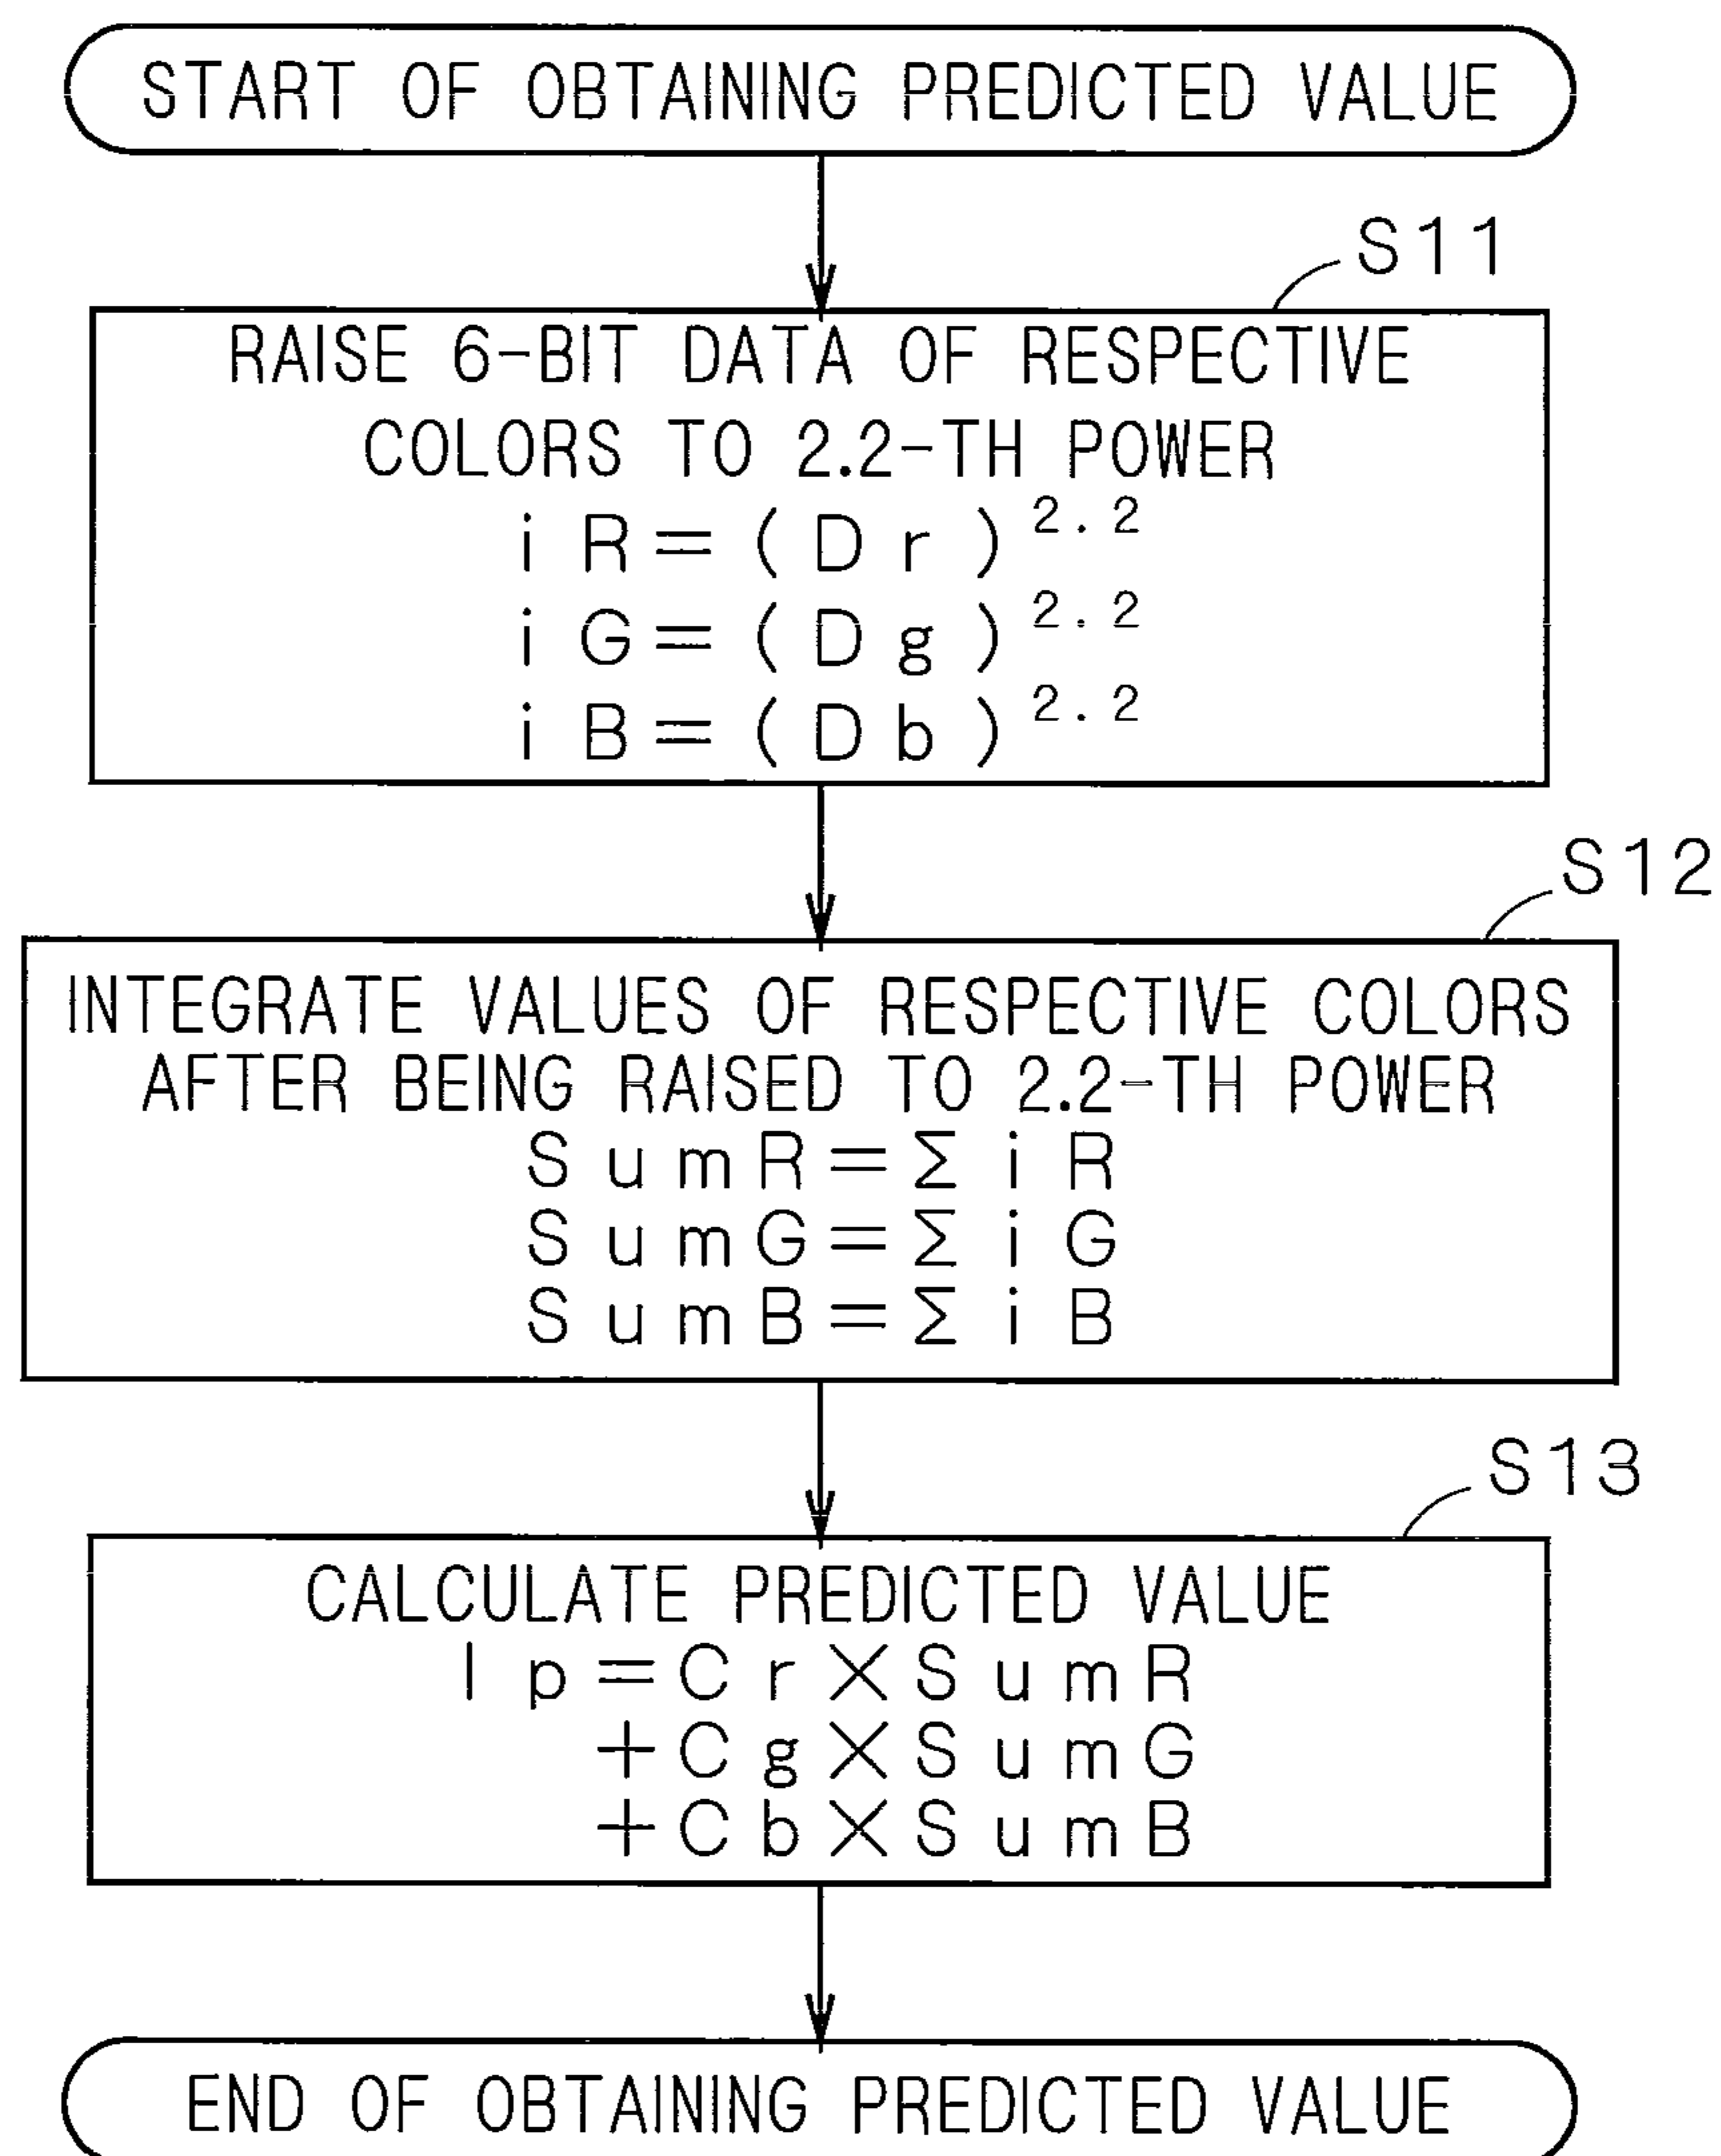 START OF OBTAINING PREDICTED VALUE
S11
RAISE 6-BIT DATA OF RESPECTIVE
COLORS TO 2.2-TH POWER
iR=(Dr)^2.2
iG=(Dg)^2.2
iB=(Db)^2.2
S12
INTEGRATE VALUES OF RESPECTIVE COLORS
AFTER BEING RAISED TO 2.2-TH POWER
SumR=Σ iR
SumG=Σ iG
SumB=Σ iB
S13
CALCULATE PREDICTED VALUE
Ip=Cr×SumR
+Cg×SumG
+Cb×SumB
END OF OBTAINING PREDICTED VALUE